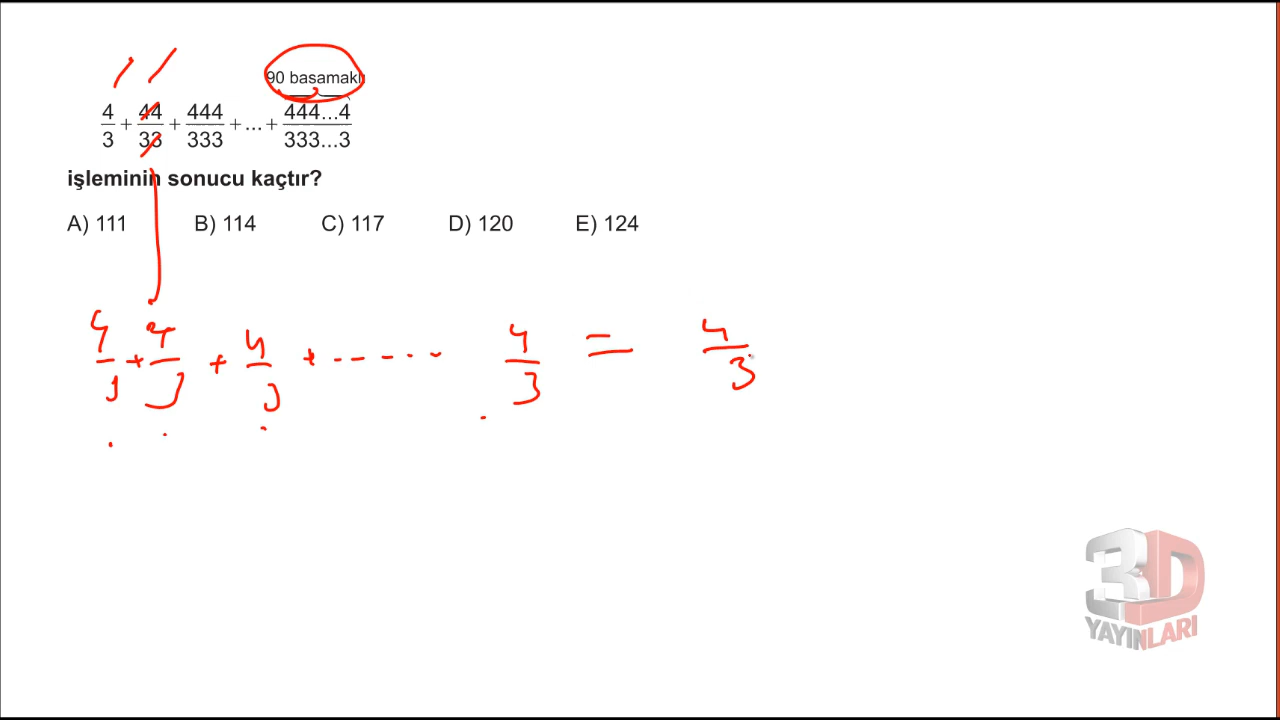 90 basamaklı
4/3 + 44/33 + 444/333 + ... + 444...4/333...3
işleminin sonucu kaçtır?
A) 111 B) 114 C) 117 D) 120 E) 124
4/3 + 4/3 + 4/3 + ...... 4/3 = 4/3
3D
YAYINLARI